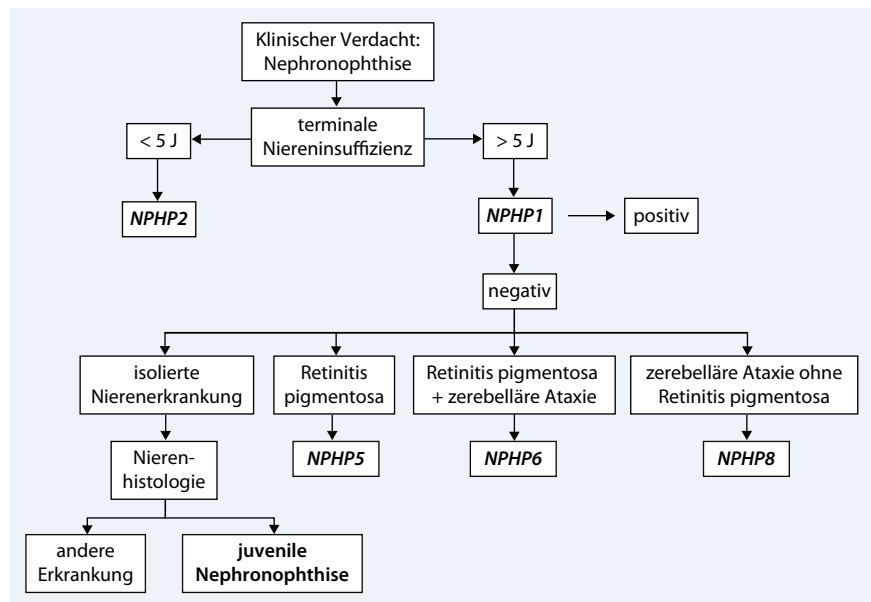 Klinischer Verdacht:
Nephronophthise
terminale
Niereninsuffizienz
< 5 J
> 5 J
NPHP2
NPHP1
positiv
negativ
isolierte
Nierenerkrankung
Retinitis
pigmentosa
Retinitis pigmentosa
+ zerebelläre Ataxie
zerebelläre Ataxie ohne
Retinitis pigmentosa
Nieren-
histologie
NPHP5
NPHP6
NPHP8
andere
Erkrankung
juvenile
Nephronophthise